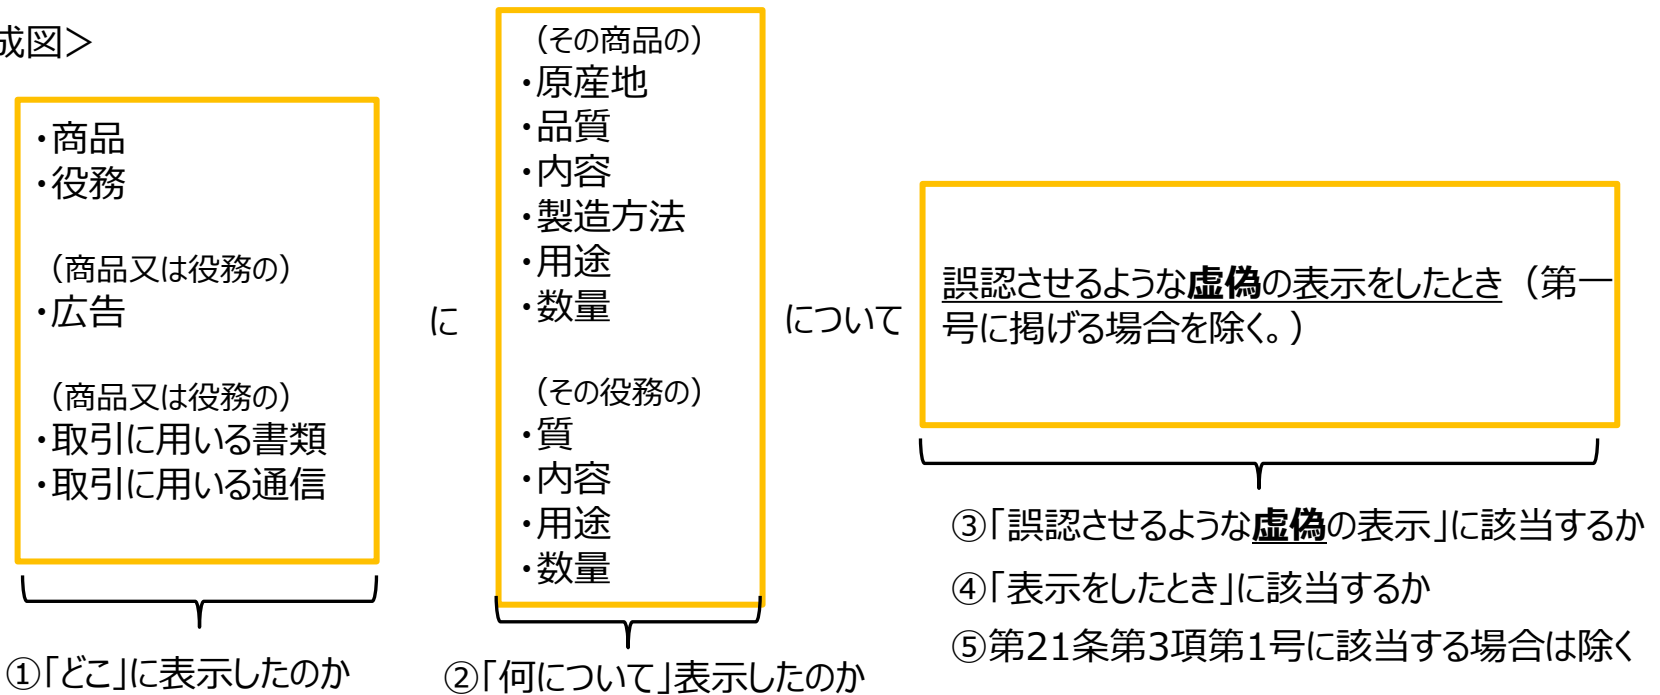 成図＞
・商品
・役務
（商品又は役務の）
・広告
（商品又は役務の）
・取引に用いる書類
・取引に用いる通信
①「どこ」に表示したのか
に
（その商品の）
・原産地
・品質
・内容
・製造方法
・用途
・数量
（その役務の）
・質
・内容
・用途
・数量
②「何について」表示したのか
について
誤認させるような虚偽の表示をしたとき（第一
号に掲げる場合を除く。）
③「誤認させるような虚偽の表示」に該当するか
④「表示をしたとき」に該当するか
⑤第21条第3項第1号に該当する場合は除く